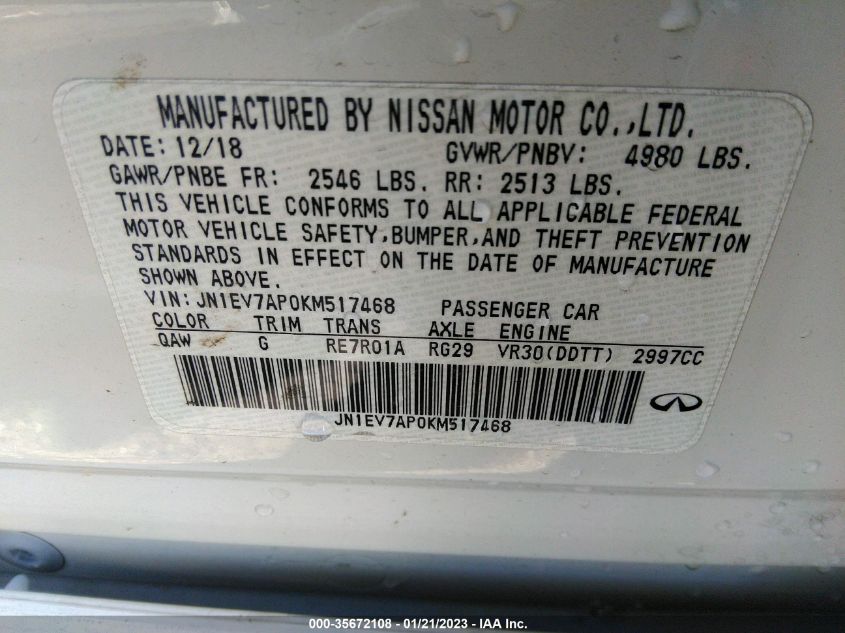 MANUFACTURED BY NISSAN MOTOR CO.,LTD.
DATE: 12/18 GVWR/PNBV: 4980 LBS.
GAWR/PNBE FR: 2546 LBS. RR: 2513 LBS.
THIS VEHICLE CONFORMS TO ALL APPLICABLE FEDERAL
MOTOR VEHICLE SAFETY,BUMPER,AND THEFT PREVENTION
STANDARDS IN EFFECT ON THE DATE OF MANUFACTURE
SHOWN ABOVE.
VIN: JN1EV7AP0KM517468 PASSENGER CAR
COLOR TRIM TRANS AXLE ENGINE
QAW G RE7R01A RG29 VR30(DDTT) 2997CC
JN1EV7AP0KM517468
000-35672108 - 01/21/2023 - IAA Inc.